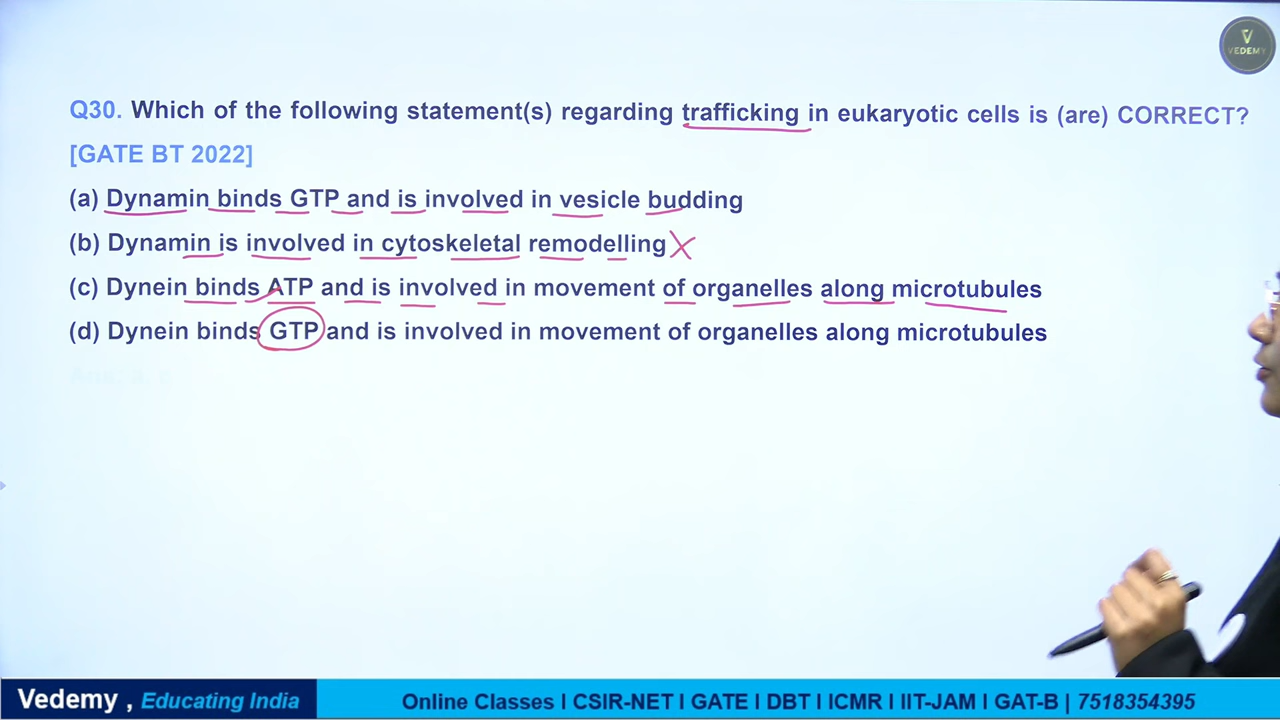 V
VEDEMY
Q30. Which of the following statement(s) regarding trafficking in eukaryotic cells is (are) CORRECT?
[GATE BT 2022]
(a) Dynamin binds GTP and is involved in vesicle budding
(b) Dynamin is involved in cytoskeletal remodelling
(c) Dynein binds ATP and is involved in movement of organelles along microtubules
(d) Dynein binds GTP and is involved in movement of organelles along microtubules
Vedemy , Educating India
Online Classes I CSIR-NET I GATE I DBT I ICMR I IIT-JAM I GAT-B | 7518354395